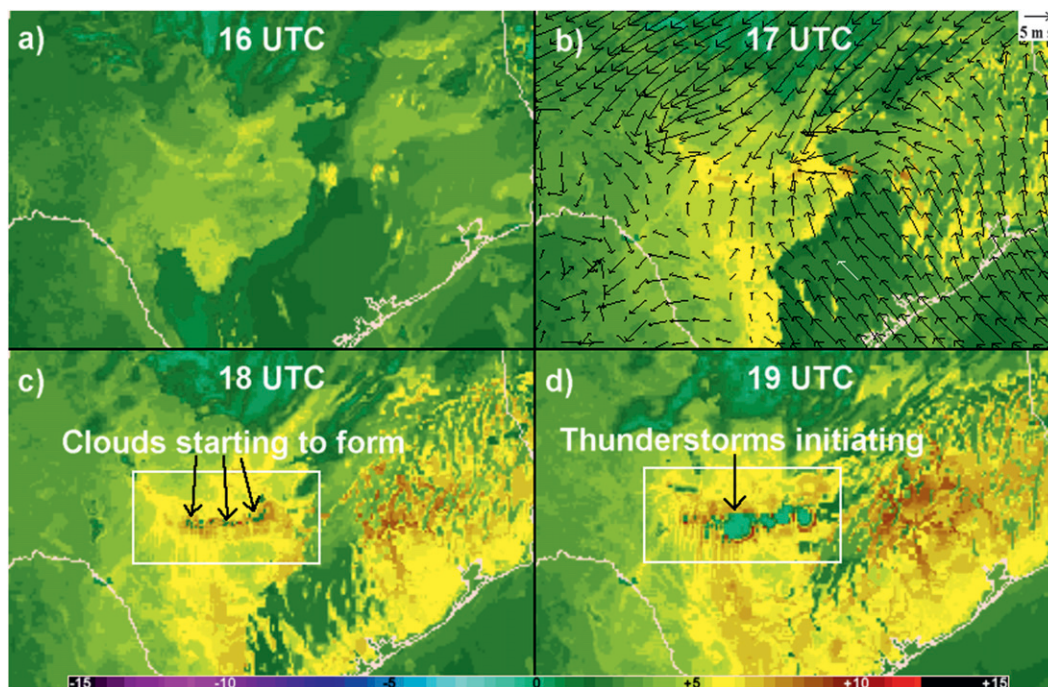 a) 16 UTC
b) 17 UTC
5 m s
c) 18 UTC
Clouds starting to form
d) 19 UTC
Thunderstorms initiating
-15 -10 -5 0 +5 +10 +15